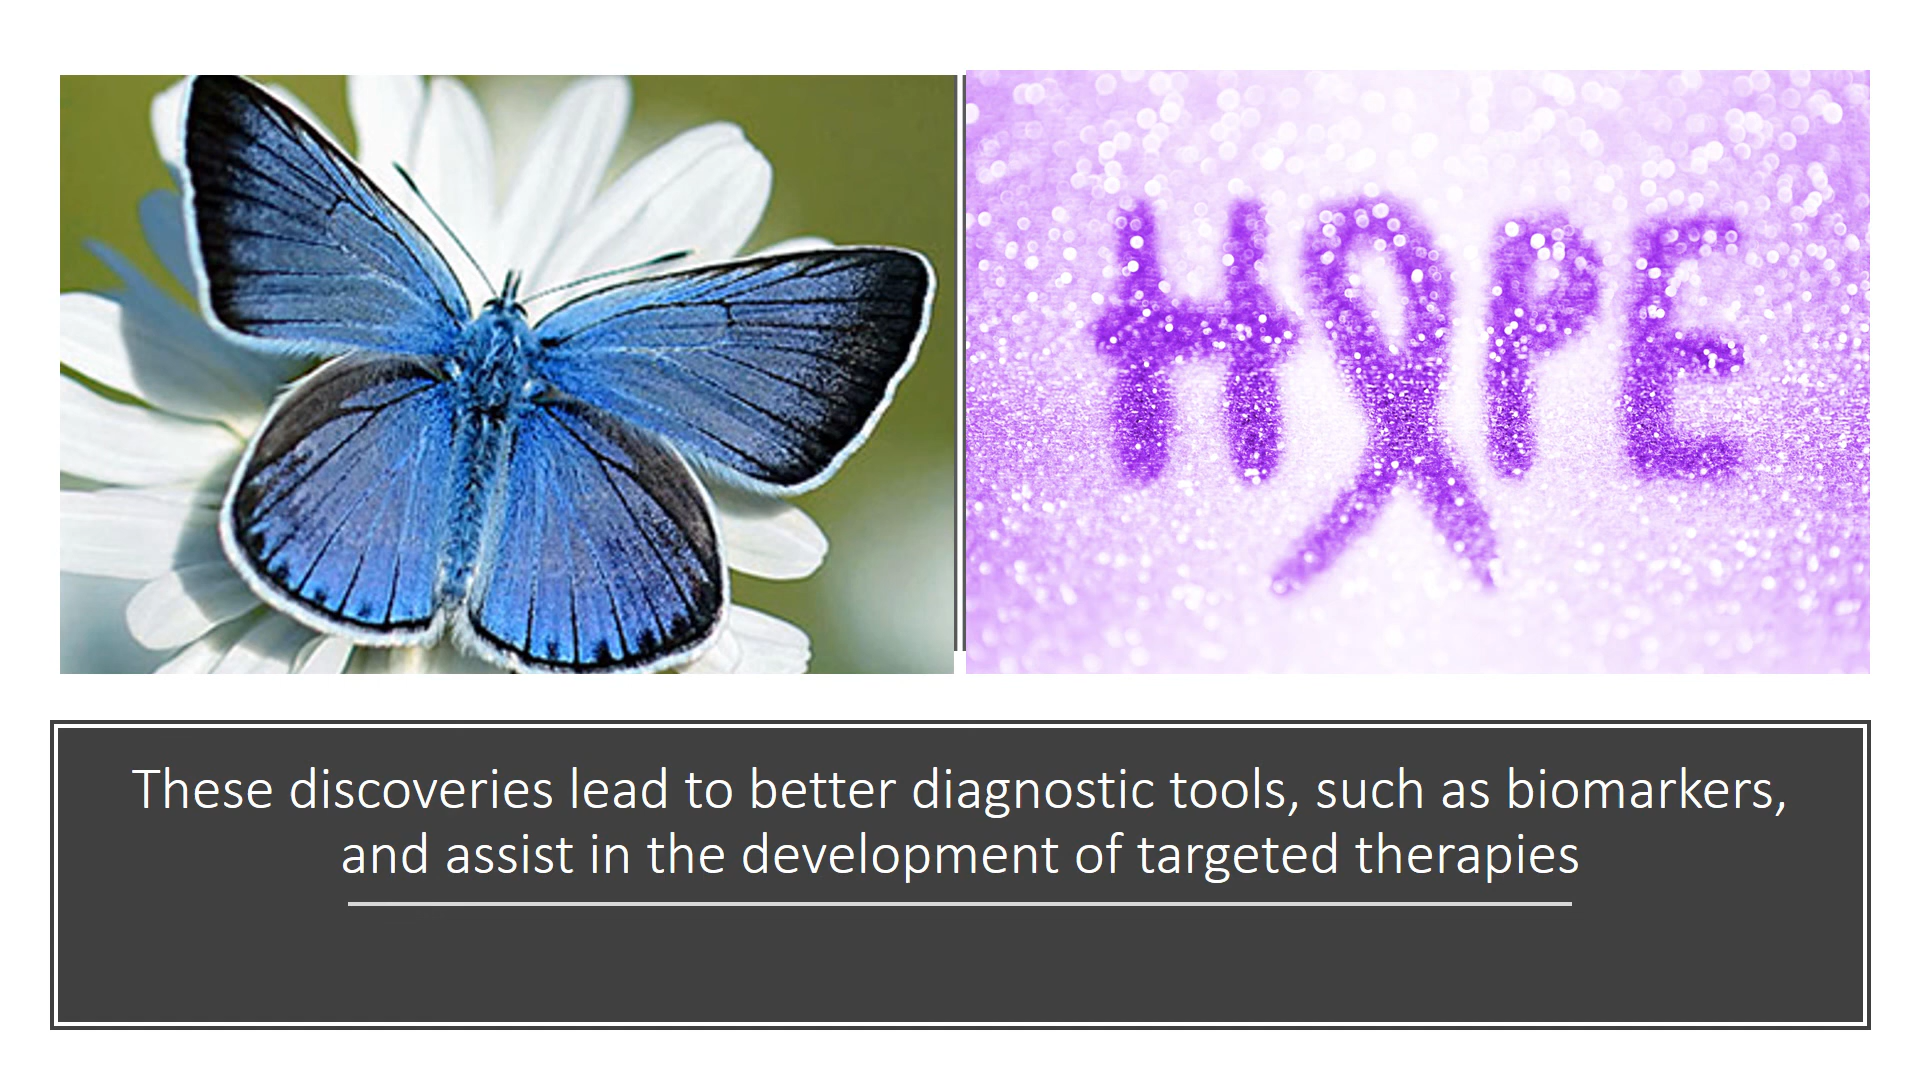 HOPE
These discoveries lead to better diagnostic tools, such as biomarkers,
and assist in the development of targeted therapies